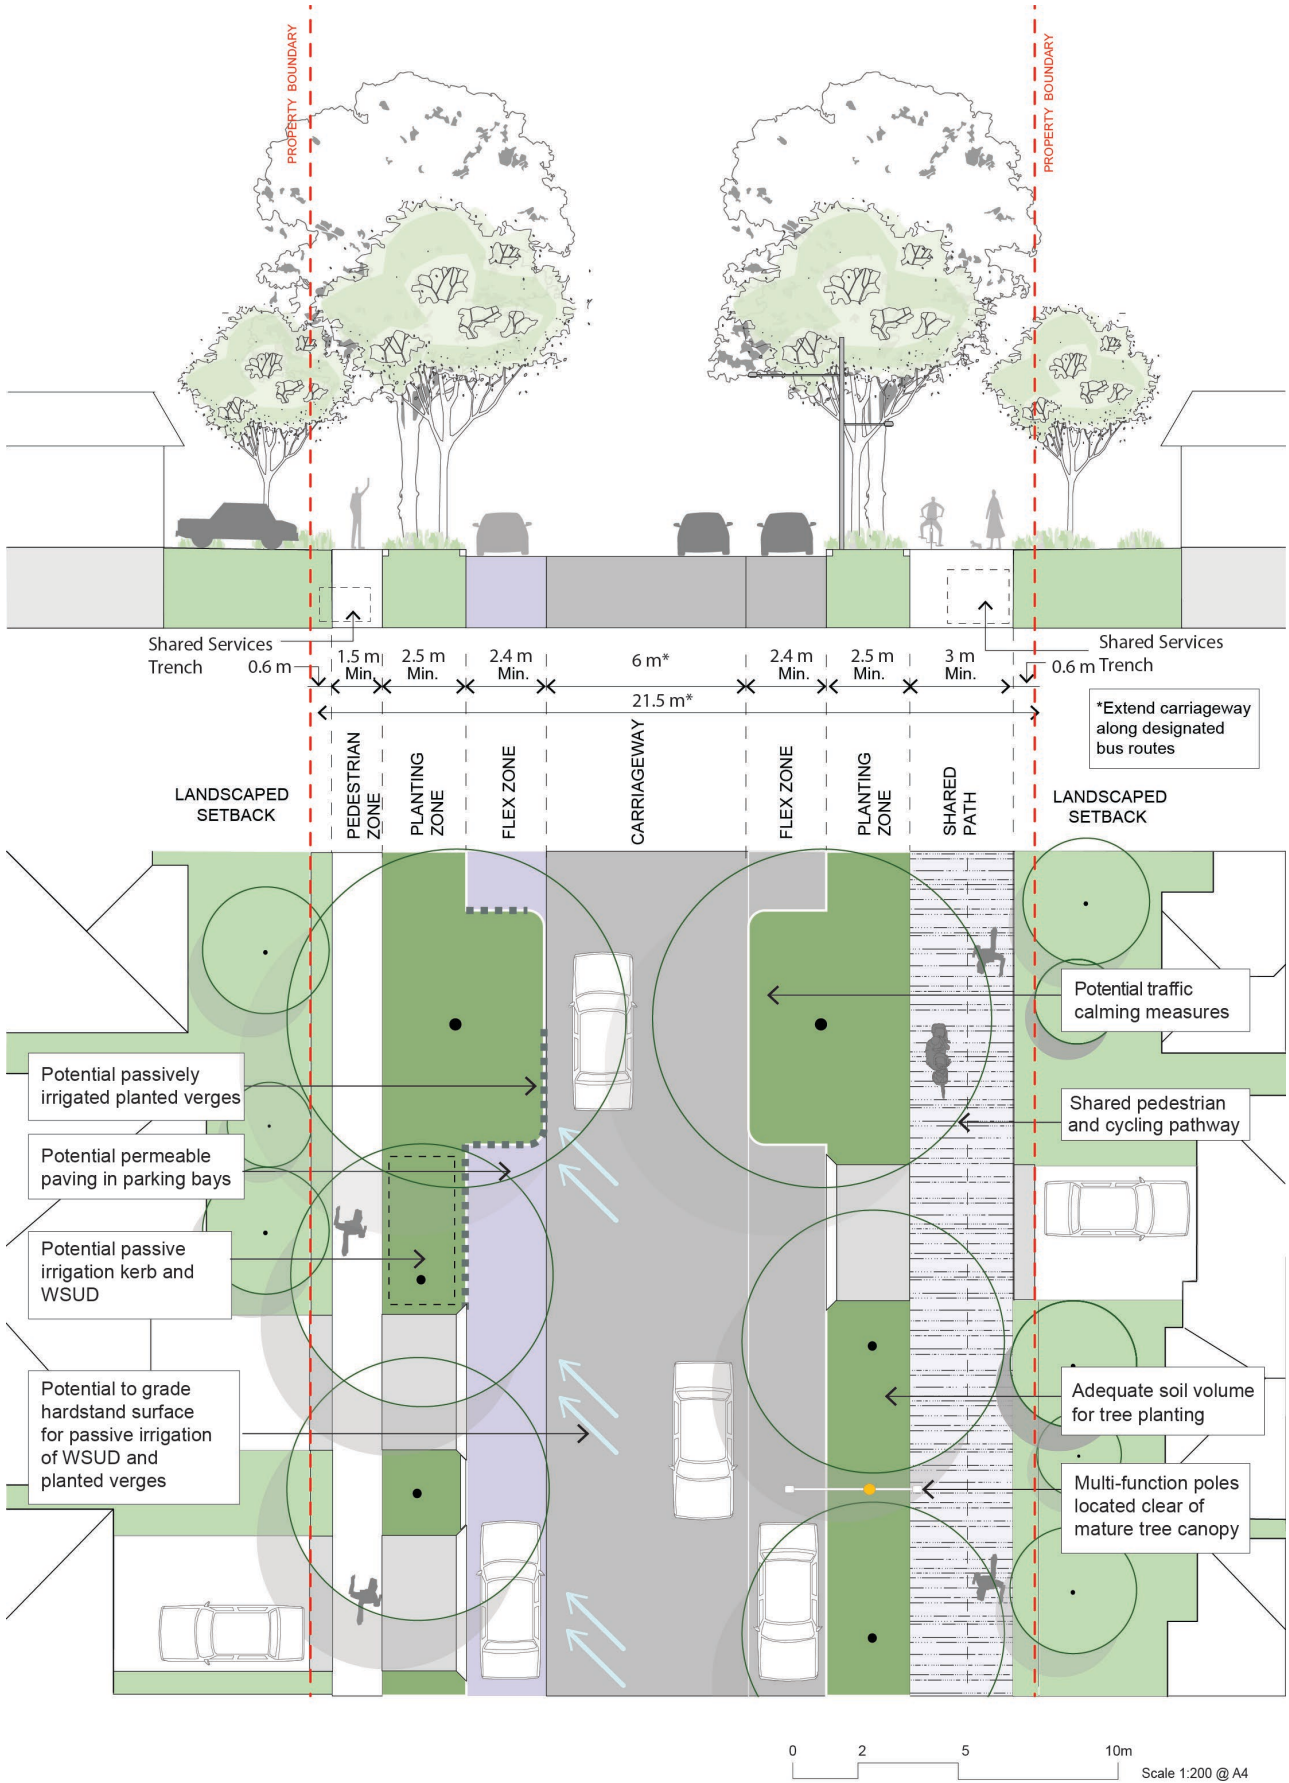 PROPERTY BOUNDARY
PROPERTY BOUNDARY
Shared Services
Trench
0.6 m
1.5 m
Min.
2.5 m
Min.
2.4 m
Min.
6 m*
2.4 m
Min.
2.5 m
Min.
3 m
Min.
0.6 m
Shared Services
Trench
21.5 m*
*Extend carriageway
along designated
bus routes
LANDSCAPED
SETBACK
PEDESTRIAN
ZONE
PLANTING
ZONE
FLEX ZONE
CARRIAGEWAY
FLEX ZONE
PLANTING
ZONE
SHARED
PATH
LANDSCAPED
SETBACK
Potential traffic
calming measures
Potential passively
irrigated planted verges
Shared pedestrian
and cycling pathway
Potential permeable
paving in parking bays
Potential passive
irrigation kerb and
WSUD
Potential to grade
hardstand surface
for passive irrigation
of WSUD and
planted verges
Adequate soil volume
for tree planting
Multi-function poles
located clear of
mature tree canopy
0
2
5
10m
Scale 1:200 @ A4